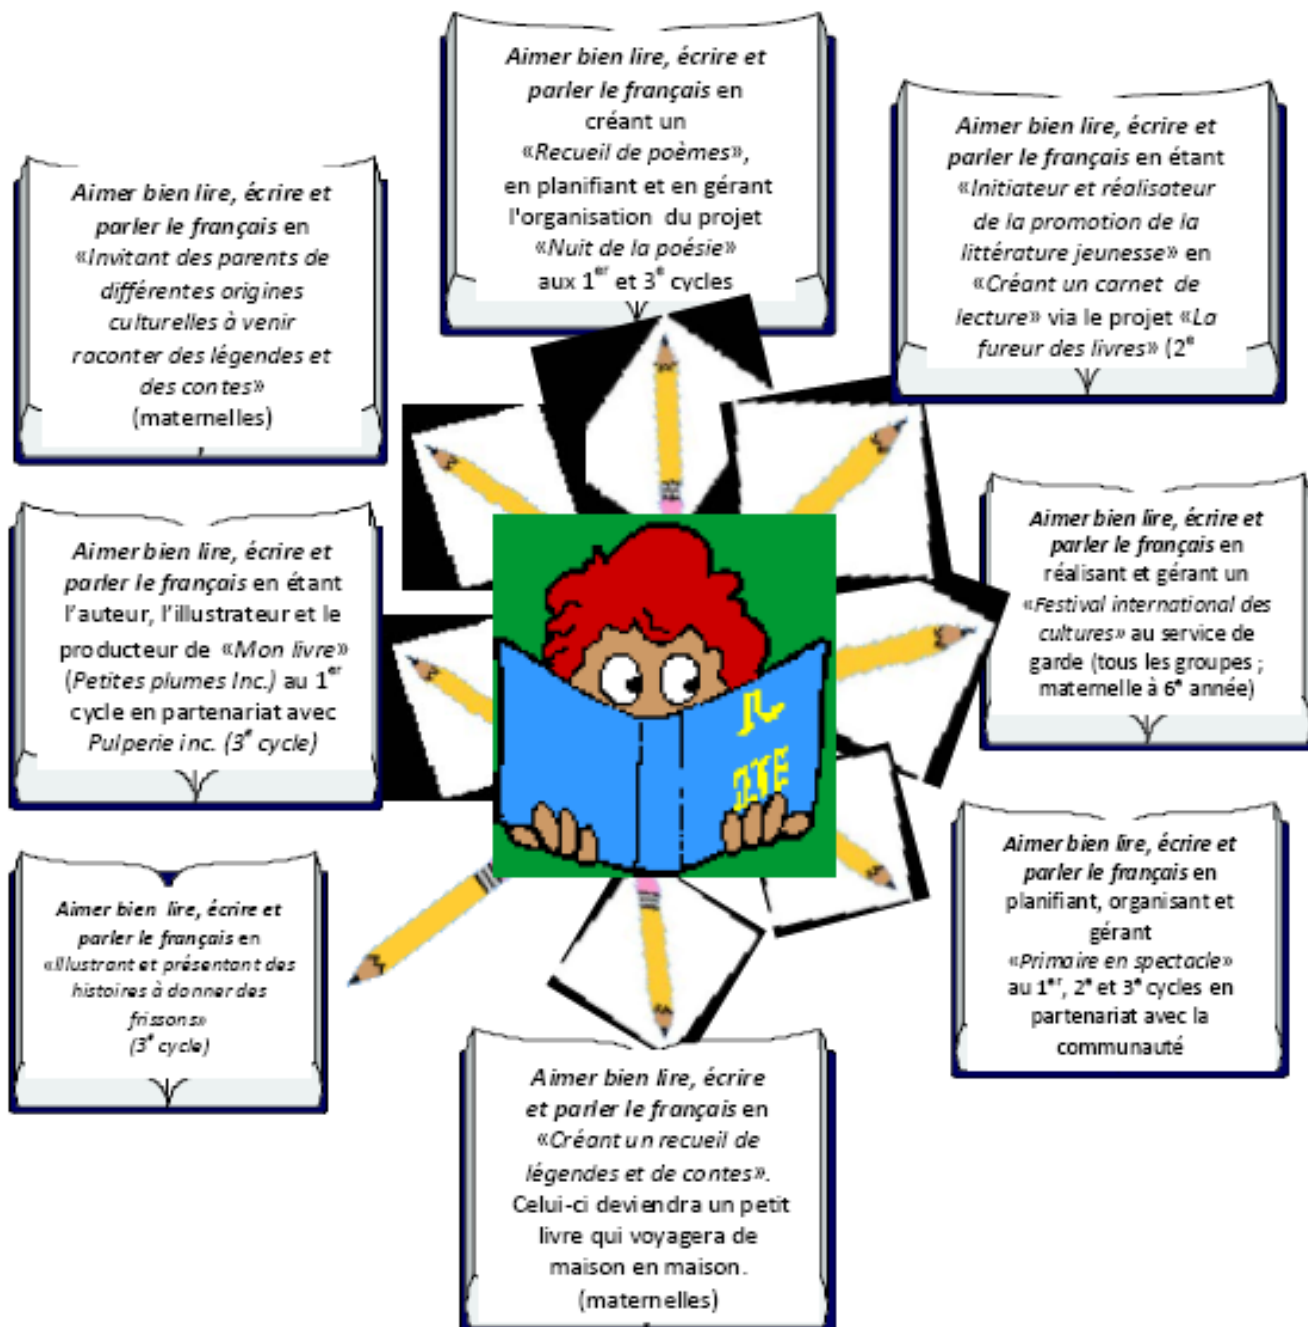 Aimer bien lire, écrire et
parler le français en
créant un
«Recueil de poèmes»,
en planifiant et en gérant
l'organisation du projet
«Nuit de la poésie»
aux 1er et 3e cycles
Aimer bien lire, écrire et
parler le français en étant
«Initiateur et réalisateur
de la promotion de la
littérature jeunesse» en
«Créant un carnet de
lecture» via le projet «La
fureur des livres» (2e
Aimer bien lire, écrire et
parler le français en
«Invitant des parents de
différentes origines
culturelles à venir
raconter des légendes et
des contes»
(maternelles)
Aimer bien lire, écrire et
parler le français en
réalisant et gérant un
«Festival international des
cultures» au service de
garde (tous les groupes ;
maternelle à 6e année)
Aimer bien lire, écrire et
parler le français en étant
l’auteur, l’illustrateur et le
producteur de «Mon livre»
(Petites plumes Inc.) au 1er
cycle en partenariat avec
Pulperie inc. (3e cycle)
Aimer bien lire, écrire et
parler le français en
planifiant, organisant et
gérant
«Primaire en spectacle»
au 1er, 2e et 3e cycles en
partenariat avec la
communauté
Aimer bien lire, écrire et
parler le français en
«Illustrant et présentant des
histoires à donner des
frissons»
(3e cycle)
Aimer bien lire, écrire
et parler le français en
«Créant un recueil de
légendes et de contes».
Celui-ci deviendra un petit
livre qui voyagera de
maison en maison.
(maternelles)